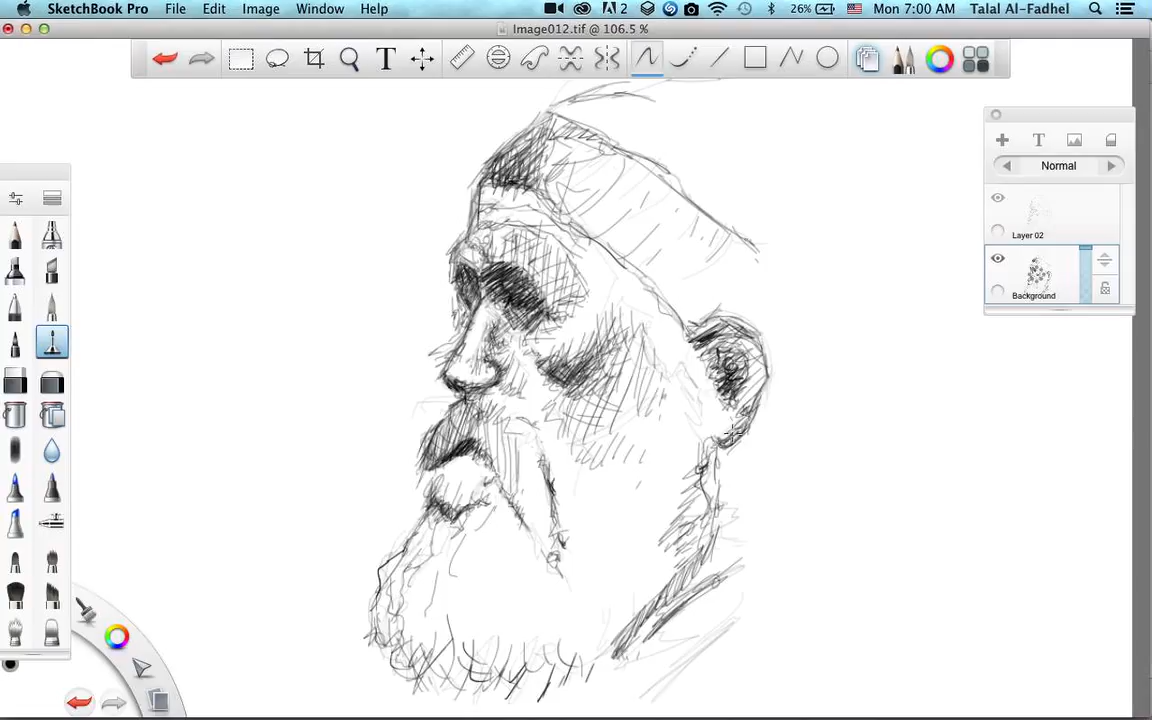 SketchBook Pro File Edit Image Window Help 2 26% Mon 7:00 AM Talal Al-Fadhel
Image012.tif @ 106.5 %
T
T
Normal
Layer 02
Background